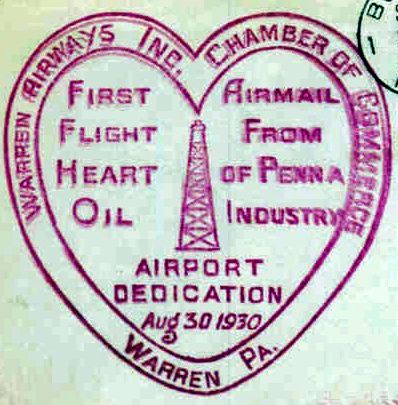 WARREN AIRWAYS INC. CHAMBER OF COMMERCE
FIRST AIRMAIL
FLIGHT FROM
HEART OF PENNA
OIL INDUSTRY
AIRPORT
DEDICATION
Aug 30 1930
WARREN PA.